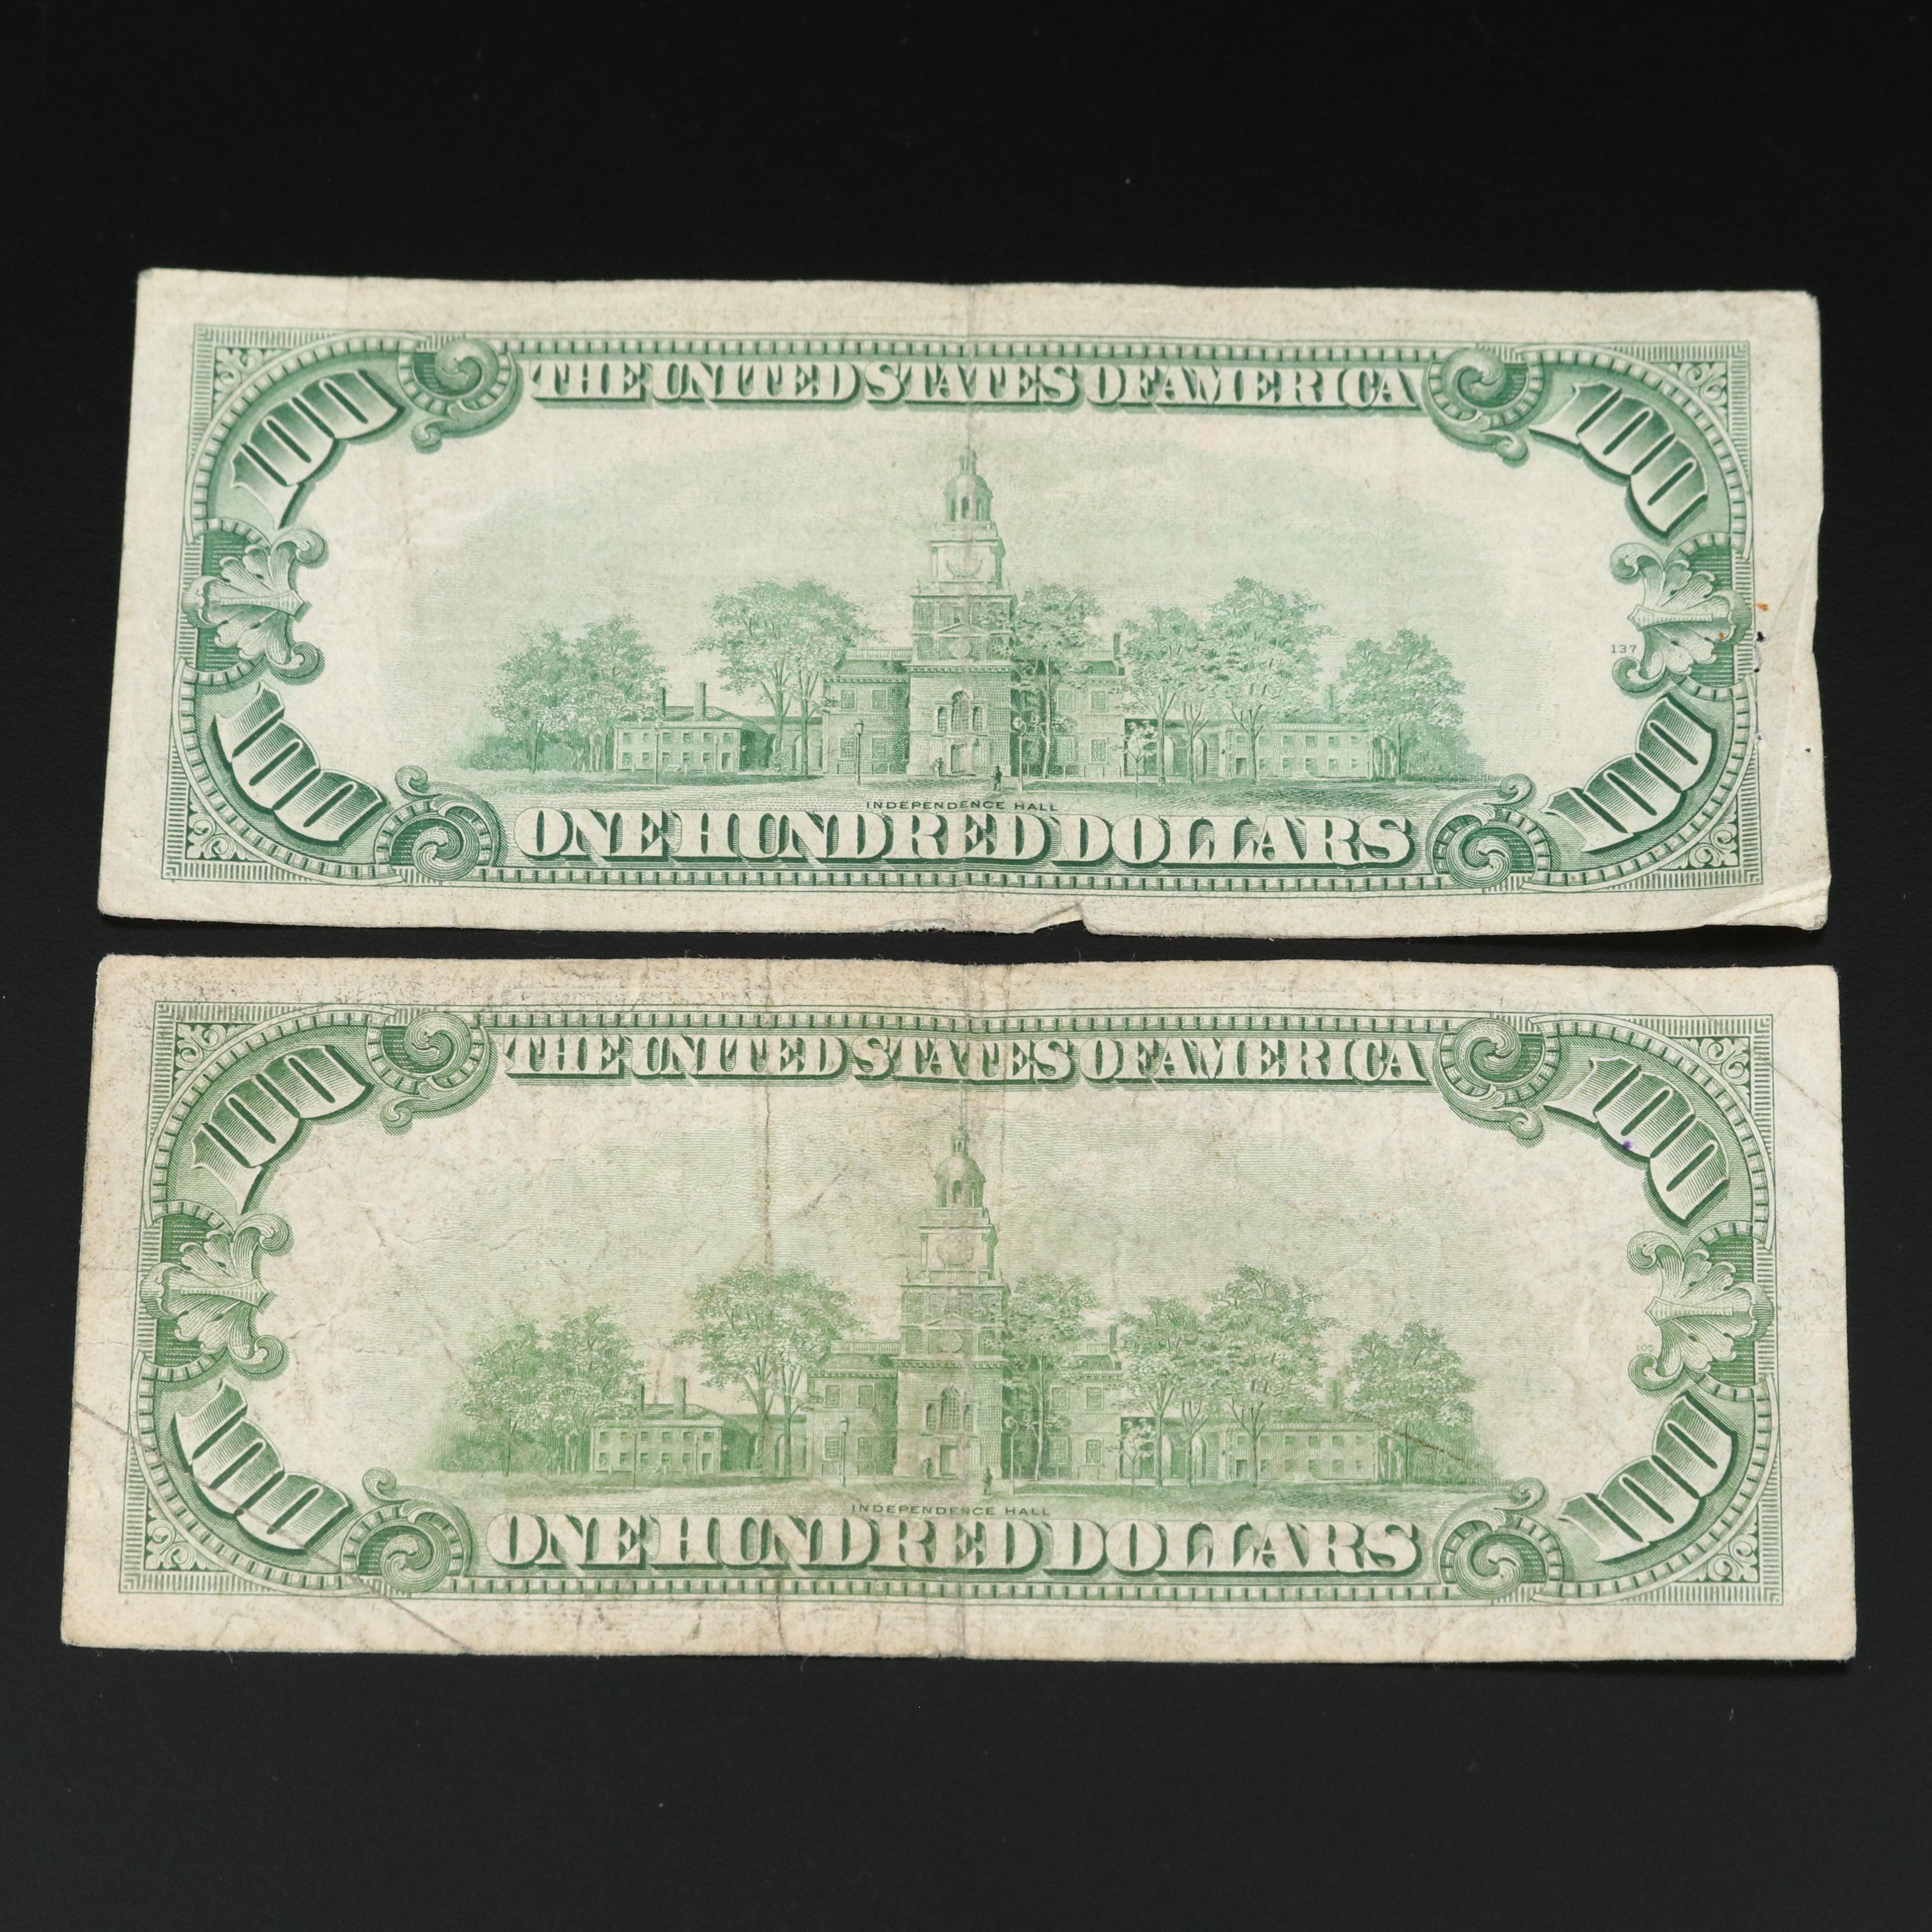 100 THE UNITED STATES OF AMERICA 100
137
INDEPENDENCE HALL
100 ONE HUNDRED DOLLARS 100
100 THE UNITED STATES OF AMERICA 100
105
INDEPENDENCE HALL
100 ONE HUNDRED DOLLARS 100